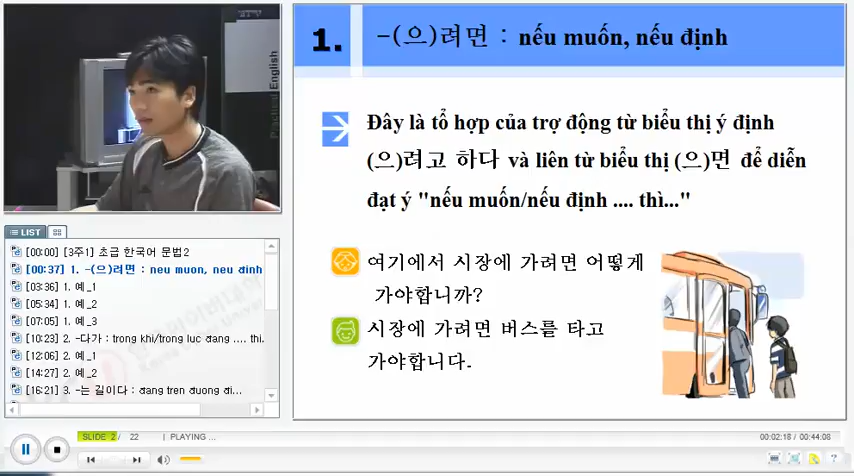 Practical English
1. -(으)려면 : nếu muốn, nếu định
Đây là tổ hợp của trợ động từ biểu thị ý định
(으)려고 하다 và liên từ biểu thị (으)면 để diễn
đạt ý "nếu muốn/nếu định .... thì..."
여기에서 시장에 가려면 어떻게
가야합니까?
시장에 가려면 버스를 타고
가야합니다.
LIST
[00:00] [3주1] 초급 한국어 문법2
[00:37] 1. -(으)려면 : neu muon, neu dinh
[03:36] 1. 예_1
[05:34] 1. 예_2
[07:05] 1. 예_3
[10:23] 2. -다가 : trong khi/trong luc dang .... thi...
[12:06] 2. 예_1
[14:27] 2. 예_2
[16:21] 3. -는 길이다 : dang tren duong di...
SLIDE 2 / 22 | PLAYING ... 00:02:18 / 00:44:08